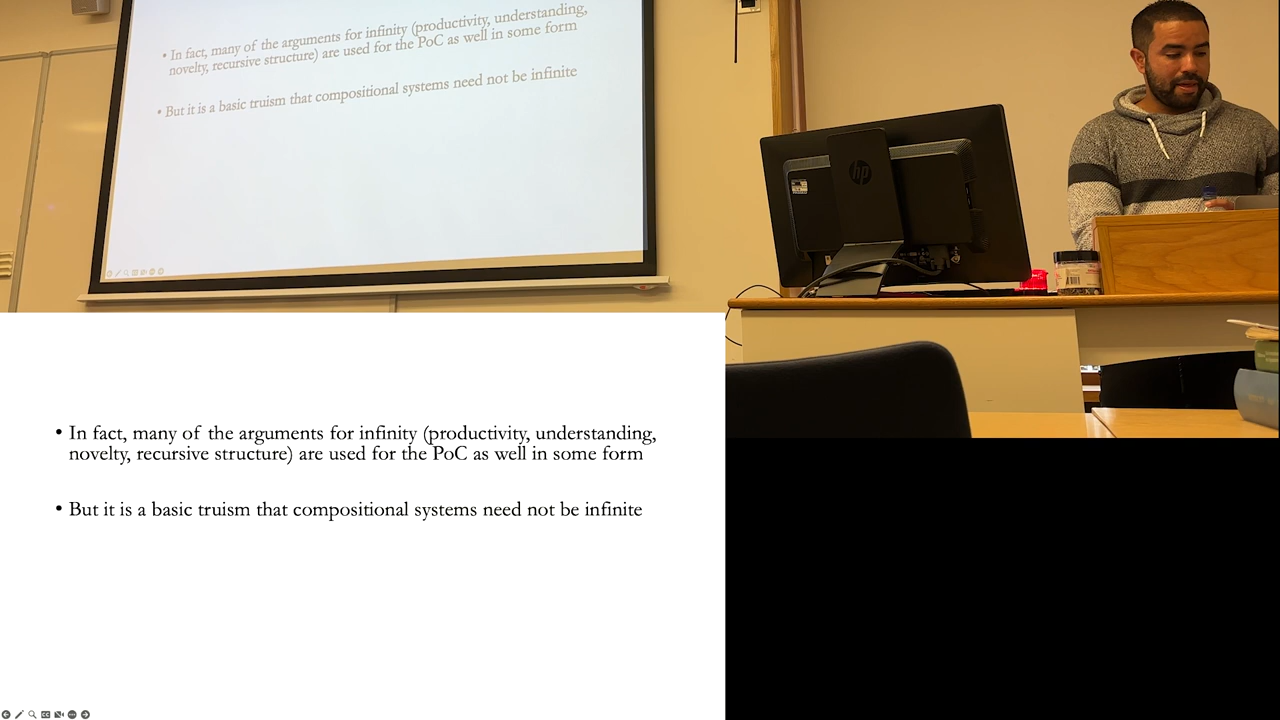 • In fact, many of the arguments for infinity (productivity, understanding,
novelty, recursive structure) are used for the PoC as well in some form
• But it is a basic truism that compositional systems need not be infinite
hp
• In fact, many of the arguments for infinity (productivity, understanding,
novelty, recursive structure) are used for the PoC as well in some form
• But it is a basic truism that compositional systems need not be infinite